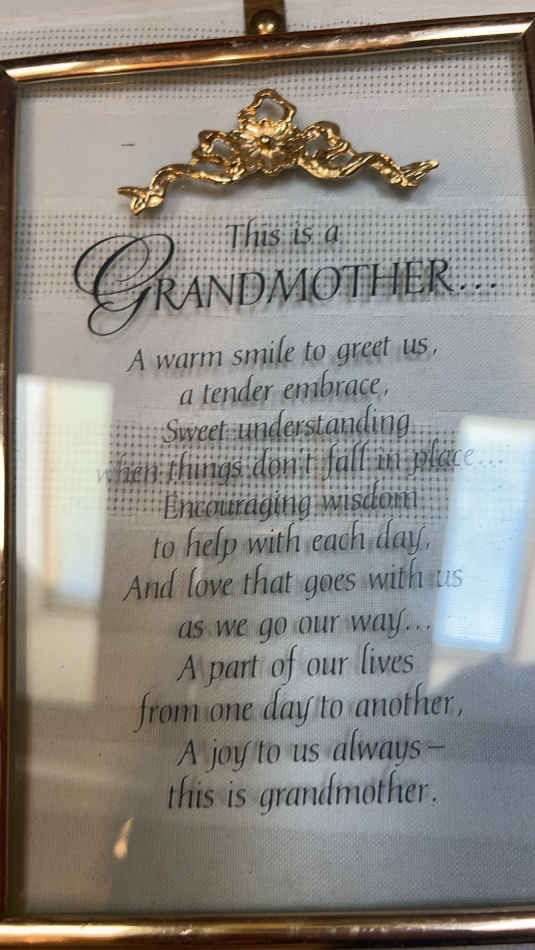 This is a
GRANDMOTHER...
A warm smile to greet us,
a tender embrace,
Sweet understanding
when things don't fall in place...
Encouraging wisdom
to help with each day,
And love that goes with us
as we go our way...
A part of our lives
from one day to another,
A joy to us always—
this is grandmother.